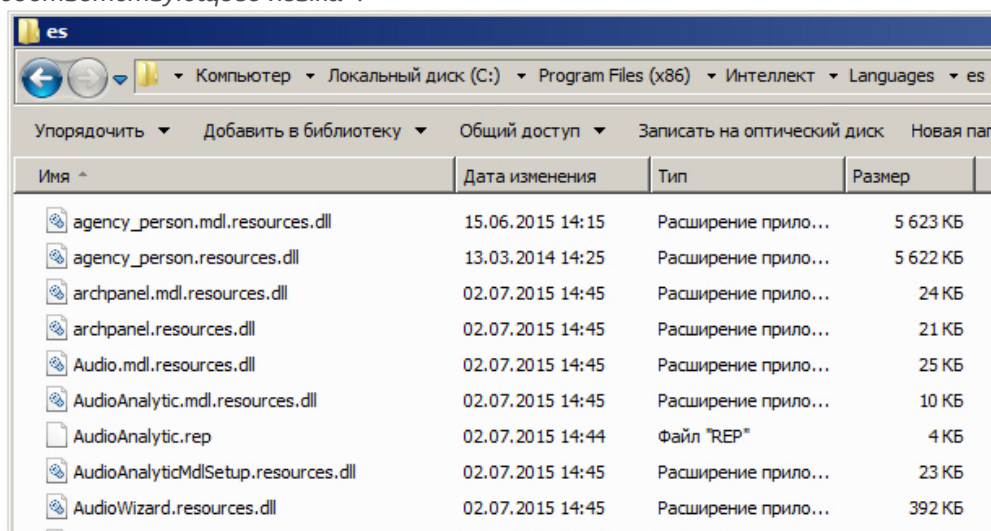 es
Компьютер Локальный диск (C:) Program Files (x86) Интеллект Languages es
Упорядочить Добавить в библиотеку Общий доступ Записать на оптический диск Новая пап
Имя Дата изменения Тип Размер
agency_person.mdl.resources.dll 15.06.2015 14:15 Расширение прило... 5 623 КБ
agency_person.resources.dll 13.03.2014 14:25 Расширение прило... 5 622 КБ
archpanel.mdl.resources.dll 02.07.2015 14:45 Расширение прило... 24 КБ
archpanel.resources.dll 02.07.2015 14:45 Расширение прило... 21 КБ
Audio.mdl.resources.dll 02.07.2015 14:45 Расширение прило... 25 КБ
AudioAnalytic.mdl.resources.dll 02.07.2015 14:45 Расширение прило... 10 КБ
AudioAnalytic.rep 02.07.2015 14:44 Файл "REP" 4 КБ
AudioAnalyticMdlSetup.resources.dll 02.07.2015 14:45 Расширение прило... 23 КБ
AudioWizard.resources.dll 02.07.2015 14:45 Расширение прило... 392 КБ